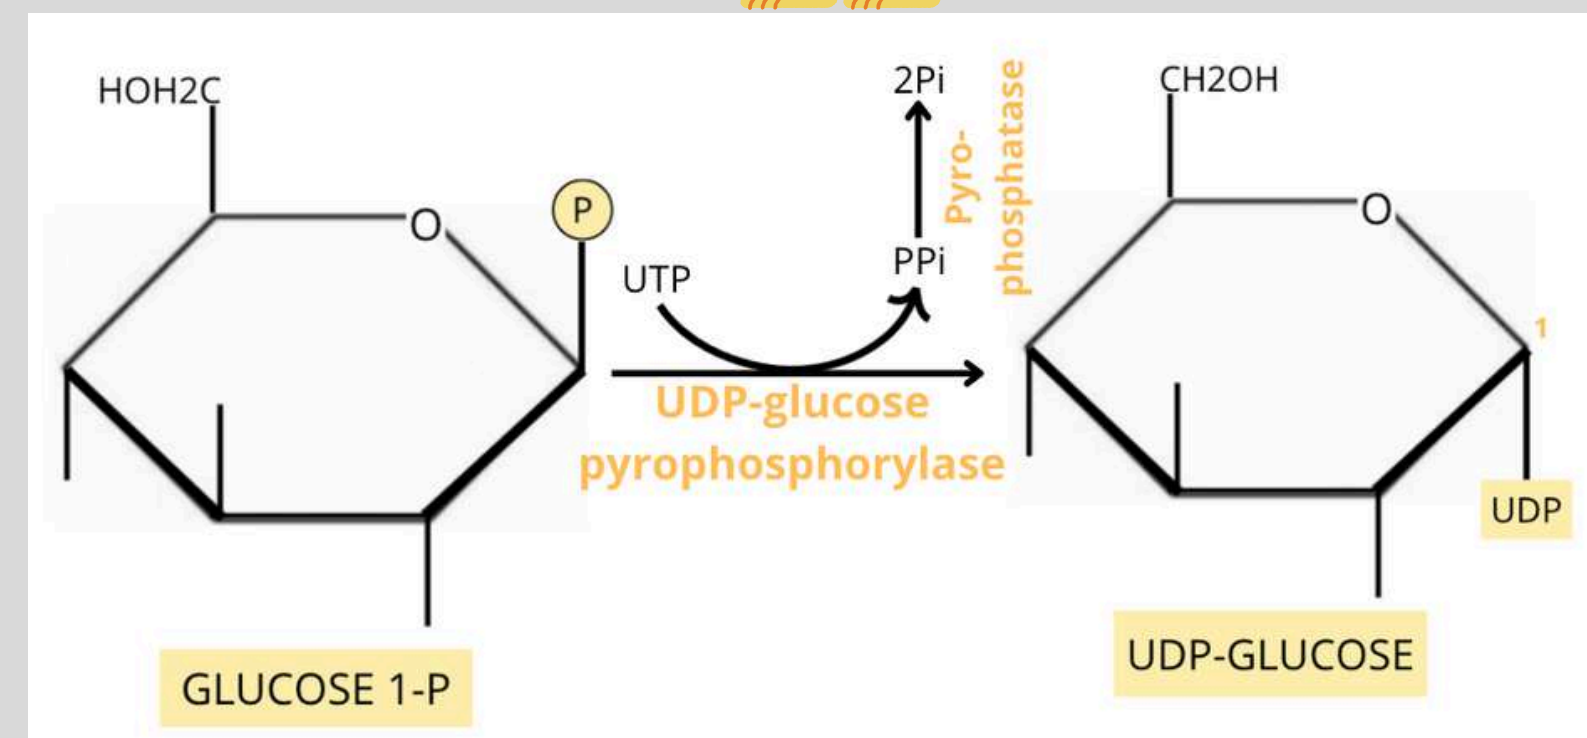 HOH2C
O
P
UTP
2Pi
PPi
Pyro-
phosphatase
UDP-glucose
pyrophosphorylase
CH2OH
O
1
UDP
GLUCOSE 1-P
UDP-GLUCOSE